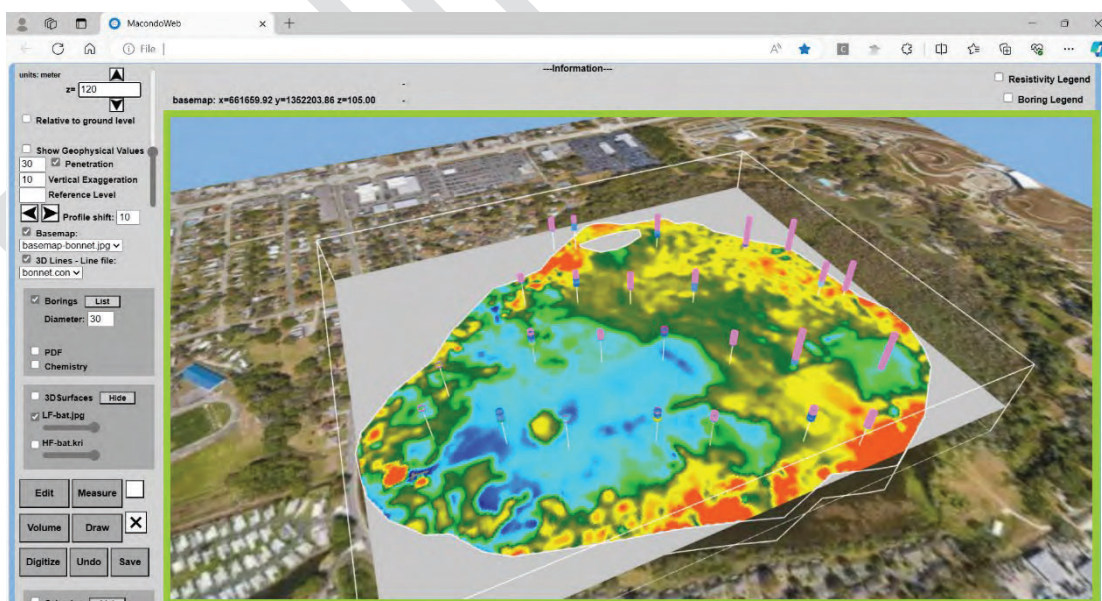 MacondoWeb
File
---Information---
units: meter
z= 120
basemap: x=661659.92 y=1352203.86 z=105.00
Resistivity Legend
Boring Legend
Relative to ground level
Show Geophysical Values
30 Penetration
10 Vertical Exaggeration
Reference Level
Profile shift: 10
Basemap:
basemap-bonnet.jpg
3D Lines - Line file:
bonnet.con
Borings List
Diameter: 30
PDF
Chemistry
3DSurfaces Hide
LF-bat.jpg
HF-bat.kri
Edit Measure
Volume Draw
Digitize Undo Save